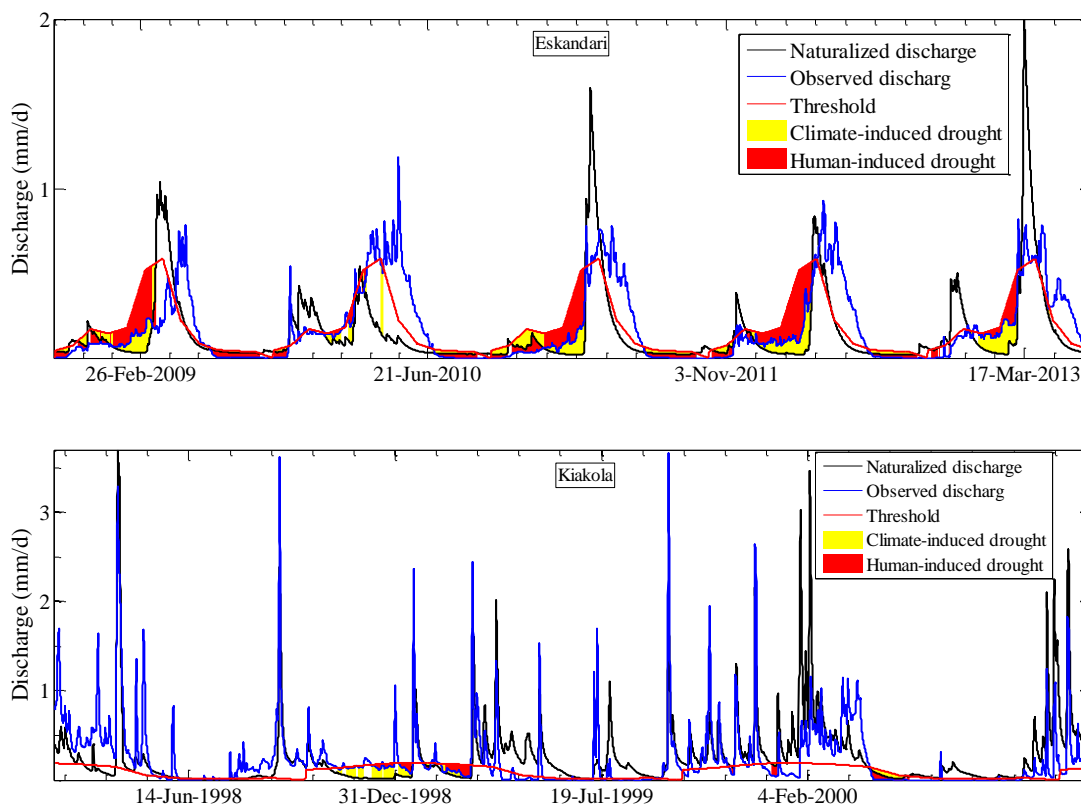 Eskandari
Naturalized discharge
Observed discharg
Threshold
Climate-induced drought
Human-induced drought
Discharge (mm/d)
2
1
26-Feb-2009
21-Jun-2010
3-Nov-2011
17-Mar-2013
Kiakola
Naturalized discharge
Observed discharg
Threshold
Climate-induced drought
Human-induced drought
Discharge (mm/d)
3
2
1
14-Jun-1998
31-Dec-1998
19-Jul-1999
4-Feb-2000